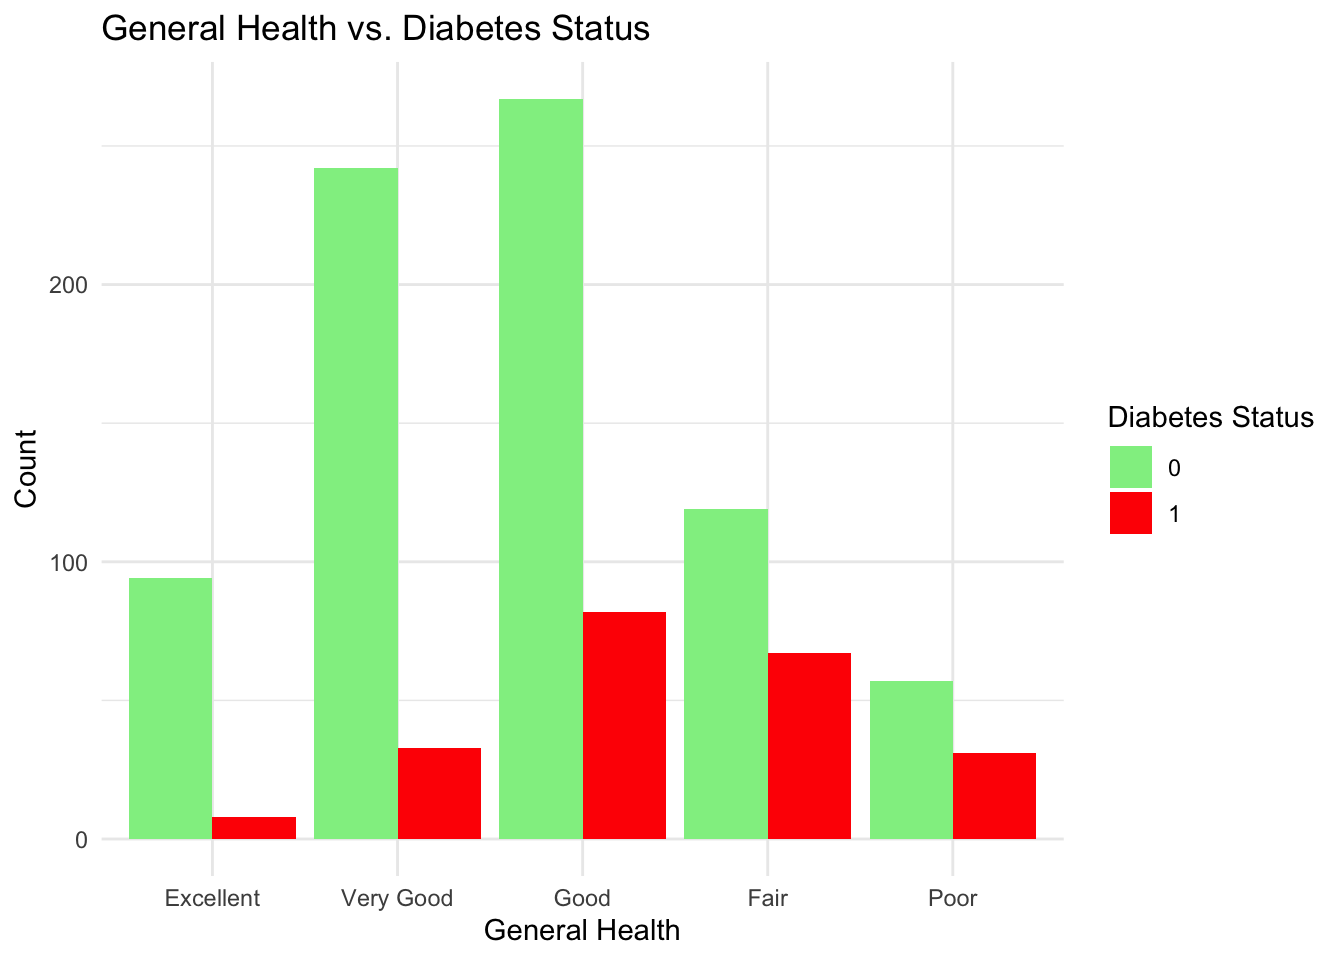 General Health vs. Diabetes Status
Count
200
100
0
Excellent Very Good Good Fair Poor
General Health
Diabetes Status
0
1